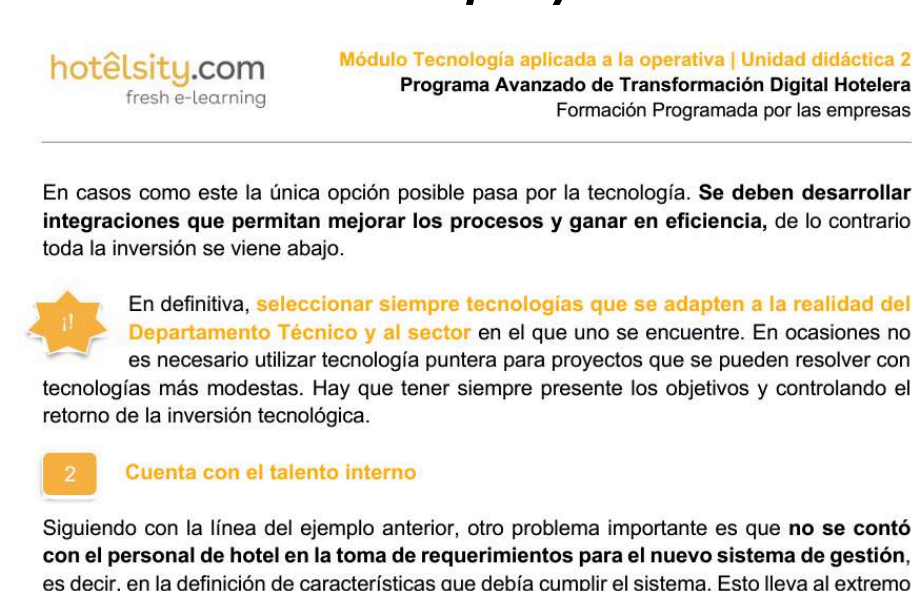 hotêlsity.com
fresh e-learning
Módulo Tecnología aplicada a la operativa | Unidad didáctica 2
Programa Avanzado de Transformación Digital Hotelera
Formación Programada por las empresas
En casos como este la única opción posible pasa por la tecnología. Se deben desarrollar
integraciones que permitan mejorar los procesos y ganar en eficiencia, de lo contrario
toda la inversión se viene abajo.
¡!
En definitiva, seleccionar siempre tecnologías que se adapten a la realidad del
Departamento Técnico y al sector en el que uno se encuentre. En ocasiones no
es necesario utilizar tecnología puntera para proyectos que se pueden resolver con
tecnologías más modestas. Hay que tener siempre presente los objetivos y controlando el
retorno de la inversión tecnológica.
2 Cuenta con el talento interno
Siguiendo con la línea del ejemplo anterior, otro problema importante es que no se contó
con el personal de hotel en la toma de requerimientos para el nuevo sistema de gestión,
es decir, en la definición de características que debía cumplir el sistema. Esto lleva al extremo